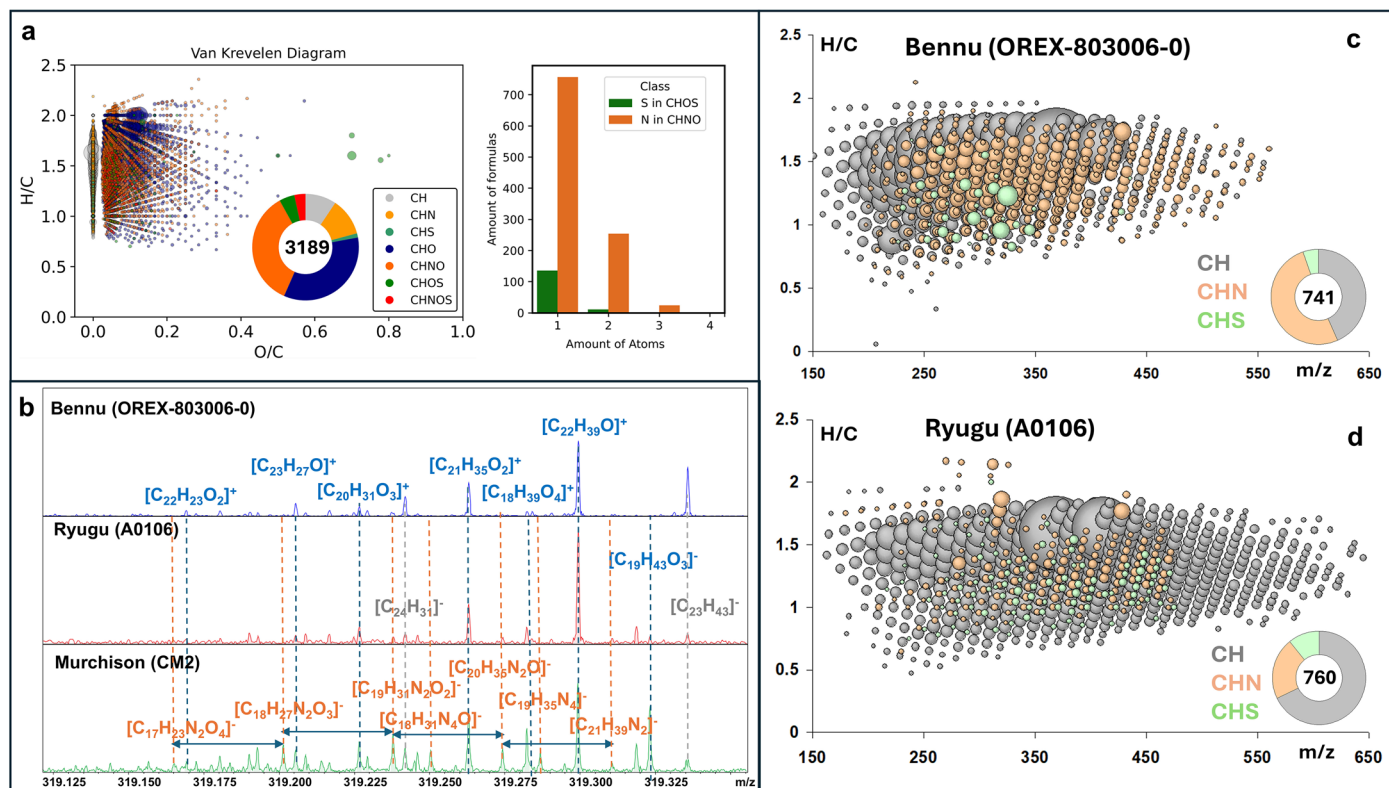 a
Van Krevelen Diagram
H/C
2.5
2.0
1.5
1.0
0.5
0.0
0.0
0.2
0.4
0.6
0.8
1.0
O/C
3189
CH
CHN
CHS
CHO
CHNO
CHOS
CHNOS
Amount of formulas
700
600
500
400
300
200
100
0
1
2
3
4
Amount of Atoms
Class
S in CHOS
N in CHNO
b
Bennu (OREX-803006-0)
[C₂₂H₂₃O₂]⁺
[C₂₃H₂₇O]⁺
[C₂₀H₃₁O₃]⁺
[C₂₁H₃₅O₂]⁺
[C₁₈H₃₉O₄]⁺
[C₂₂H₃₉O]⁺
Ryugu (A0106)
[C₂₄H₃₁]⁻
[C₁₉H₄₃O₃]⁻
[C₂₃H₄₃]⁻
Murchison (CM2)
[C₁₇H₂₃N₂O₄]⁻
[C₁₈H₂₇N₂O₃]⁻
[C₁₉H₃₁N₂O₂]⁻
[C₁₈H₃₁N₄O]⁻
[C₂₀H₃₅N₂O]⁻
[C₁₉H₃₅N₄]⁻
[C₂₁H₃₉N₂]⁻
319.125
319.150
319.200
319.225
319.250
319.275
319.300
319.325
m/z
c
Bennu (OREX-803006-0)
H/C
2.5
2
1.5
1
0.5
0
150
250
350
450
550
650
m/z
CH
CHN
CHS
741
d
Ryugu (A0106)
H/C
2.5
2
1.5
1
0.5
0
150
250
350
450
550
650
m/z
CH
CHN
CHS
760